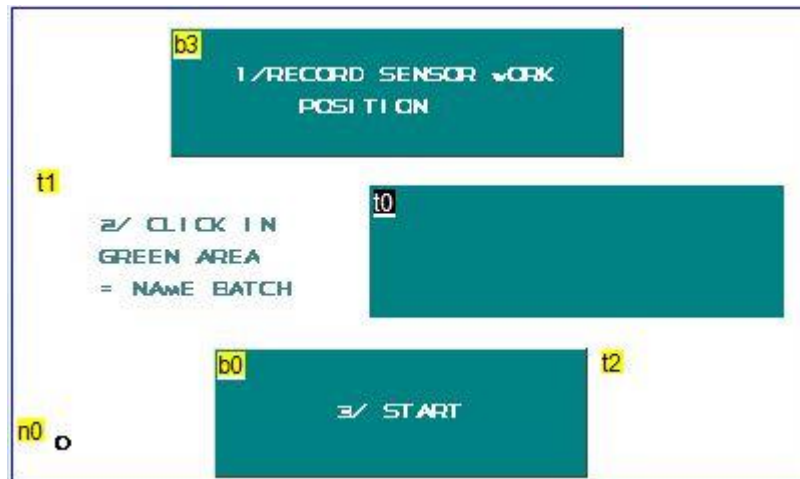 b3
1/RECORD SENSOR wORK
POSITION
t1
t0
2/ CLICK IN
GREEN AREA
= NAmE BATCH
b0
t2
3/ START
n0
0